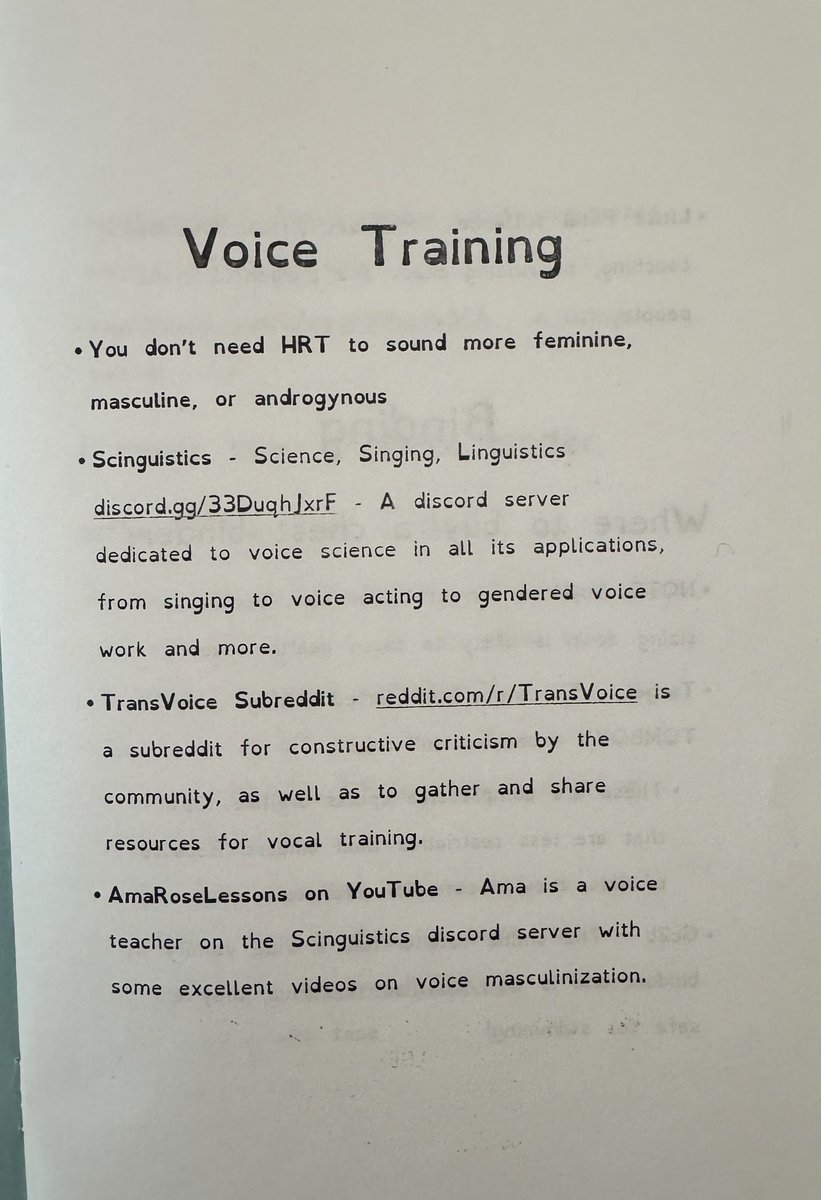 Voice Training
• You don't need HRT to sound more feminine,
masculine, or androgynous
• Scinguistics - Science, Singing, Linguistics
discord.gg/33DuqhJxrF - A discord server
dedicated to voice science in all its applications,
from singing to voice acting to gendered voice
work and more.
• TransVoice Subreddit - reddit.com/r/TransVoice is
a subreddit for constructive criticism by the
community, as well as to gather and share
resources for vocal training.
• AmaRoseLessons on YouTube - Ama is a voice
teacher on the Scinguistics discord server with
some excellent videos on voice masculinization.